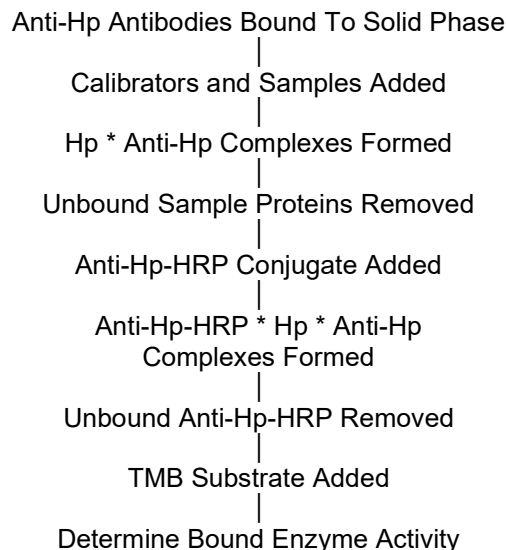 Anti-Hp Antibodies Bound To Solid Phase
Calibrators and Samples Added
Hp * Anti-Hp Complexes Formed
Unbound Sample Proteins Removed
Anti-Hp-HRP Conjugate Added
Anti-Hp-HRP * Hp * Anti-Hp
Complexes Formed
Unbound Anti-Hp-HRP Removed
TMB Substrate Added
Determine Bound Enzyme Activity